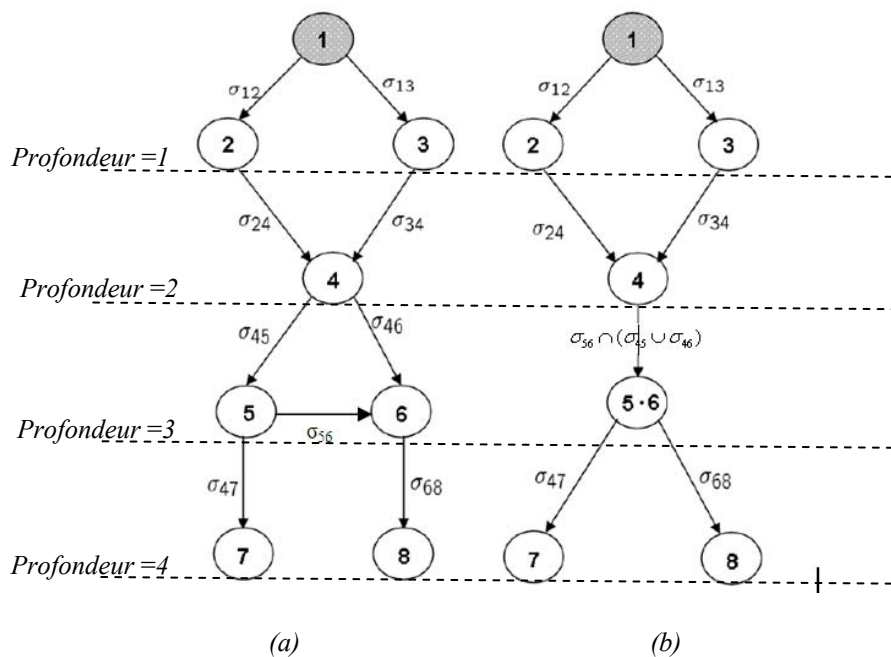 1 1
σ12 σ13 σ12 σ13
2 3 2 3
Profondeur =1
σ24 σ34 σ24 σ34
4 4
Profondeur =2
σ45 σ46 σ56 ∩ (σ45 ∪ σ46)
5 6 5·6
σ56
Profondeur =3
σ47 σ68 σ47 σ68
7 8 7 8
Profondeur =4
(a) (b)